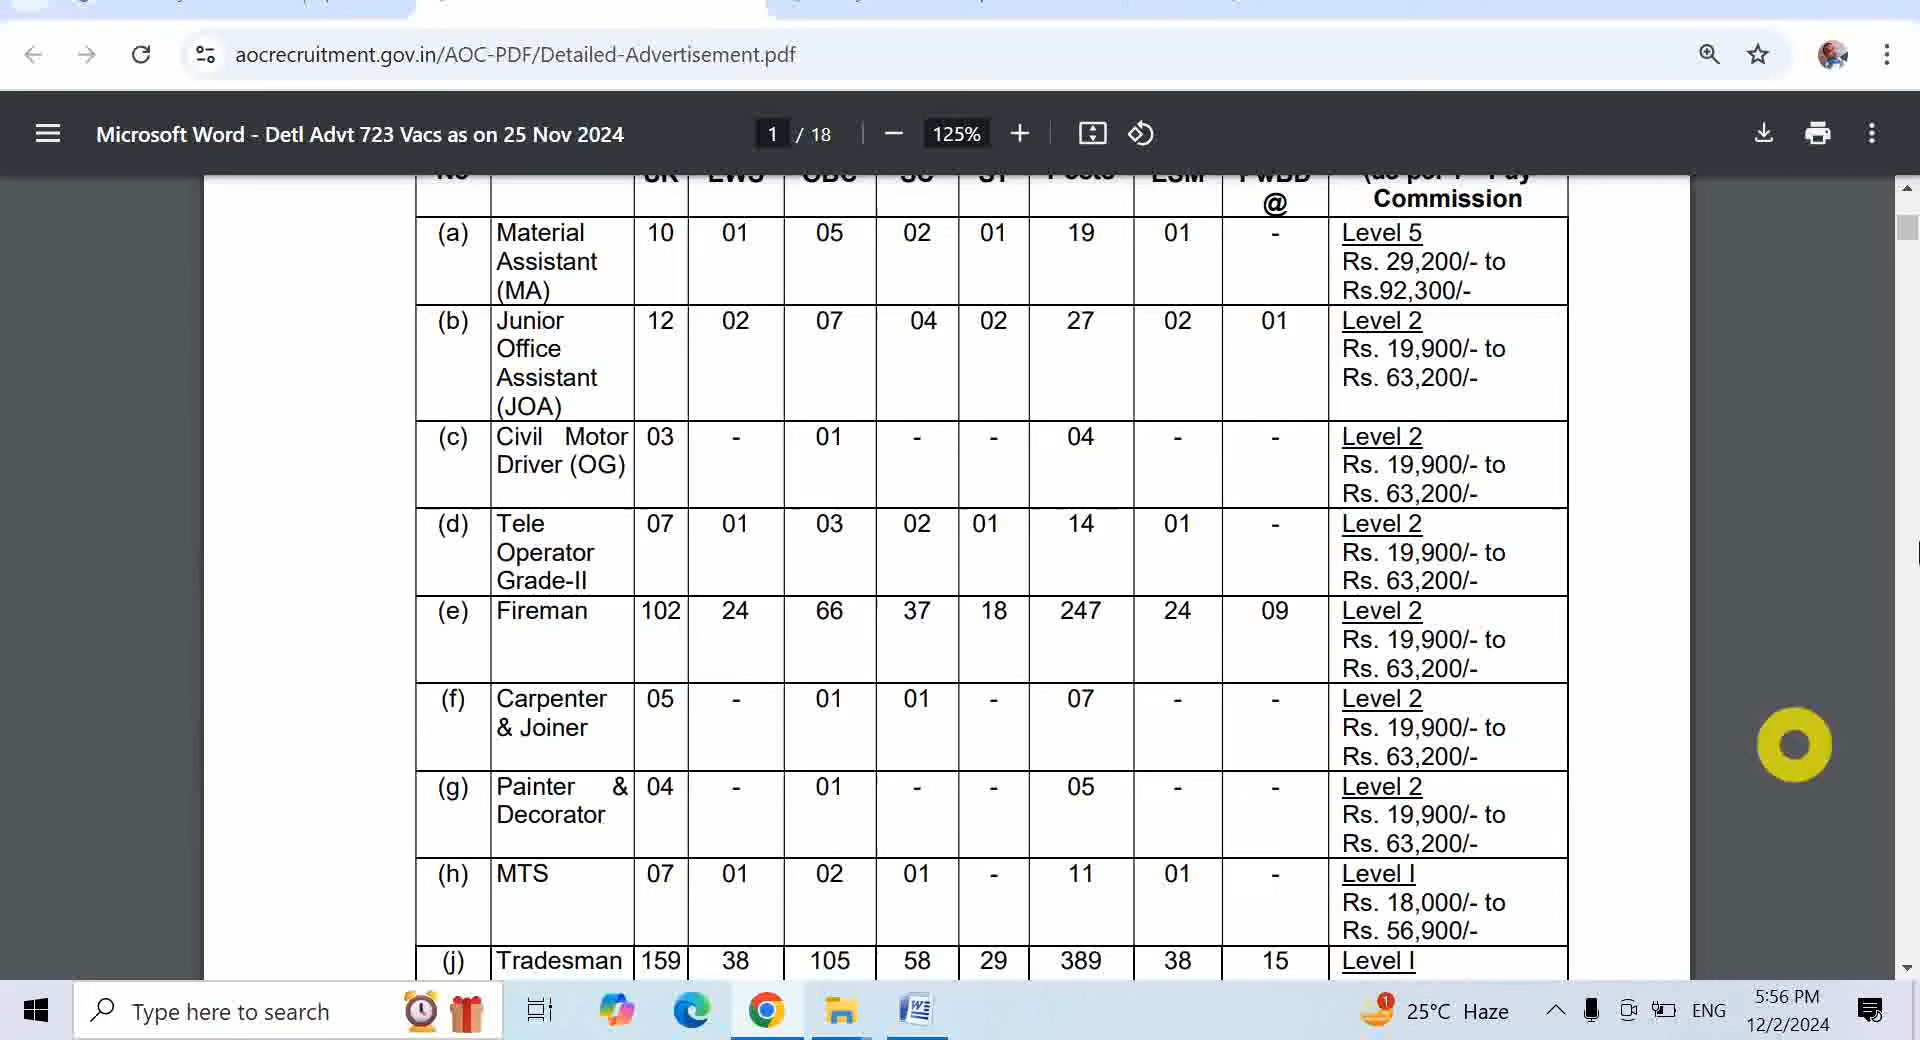 aocrecruitment.gov.in/AOC-PDF/Detailed-Advertisement.pdf
Microsoft Word - Detl Advt 723 Vacs as on 25 Nov 2024
1 / 18
125%
@
Commission
(a) Material 10 01 05 02 01 19 01 - Level 5
Assistant Rs. 29,200/- to
(MA) Rs.92,300/-
(b) Junior 12 02 07 04 02 27 02 01 Level 2
Office Rs. 19,900/- to
Assistant Rs. 63,200/-
(JOA)
(c) Civil Motor 03 - 01 - - 04 - - Level 2
Driver (OG) Rs. 19,900/- to
Rs. 63,200/-
(d) Tele 07 01 03 02 01 14 01 - Level 2
Operator Rs. 19,900/- to
Grade-II Rs. 63,200/-
(e) Fireman 102 24 66 37 18 247 24 09 Level 2
Rs. 19,900/- to
Rs. 63,200/-
(f) Carpenter 05 - 01 01 - 07 - - Level 2
& Joiner Rs. 19,900/- to
Rs. 63,200/-
(g) Painter & 04 - 01 - - 05 - - Level 2
Decorator Rs. 19,900/- to
Rs. 63,200/-
(h) MTS 07 01 02 01 - 11 01 - Level I
Rs. 18,000/- to
Rs. 56,900/-
(j) Tradesman 159 38 105 58 29 389 38 15 Level I
Type here to search
1
25°C Haze
ENG
5:56 PM
12/2/2024